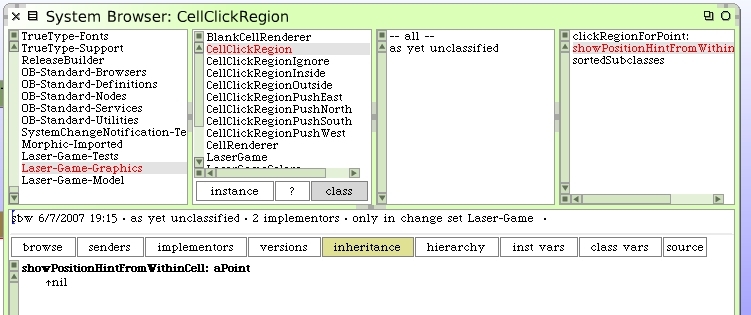 System Browser: CellClickRegion
TrueType-Fonts
TrueType-Support
ReleaseBuilder
OB-Standard-Browsers
OB-Standard-Definitions
OB-Standard-Nodes
OB-Standard-Services
OB-Standard-Utilities
SystemChangeNotification-Te
Morphic-Imported
Laser-Game-Tests
Laser-Game-Graphics
Laser-Game-Model
BlankCellRenderer
CellClickRegion
CellClickRegionIgnore
CellClickRegionInside
CellClickRegionOutside
CellClickRegionPushEast
CellClickRegionPushNorth
CellClickRegionPushSouth
CellClickRegionPushWest
CellRenderer
LaserGame
LaserGameColors
instance ? class
-- all --
as yet unclassified
clickRegionForPoint:
showPositionHintFromWithin
sortedSubclasses
sbw 6/7/2007 19:15 · as yet unclassified · 2 implementors · only in change set Laser-Game ·
browse senders implementors versions inheritance hierarchy inst vars class vars source
showPositionHintFromWithinCell: aPoint
↑nil